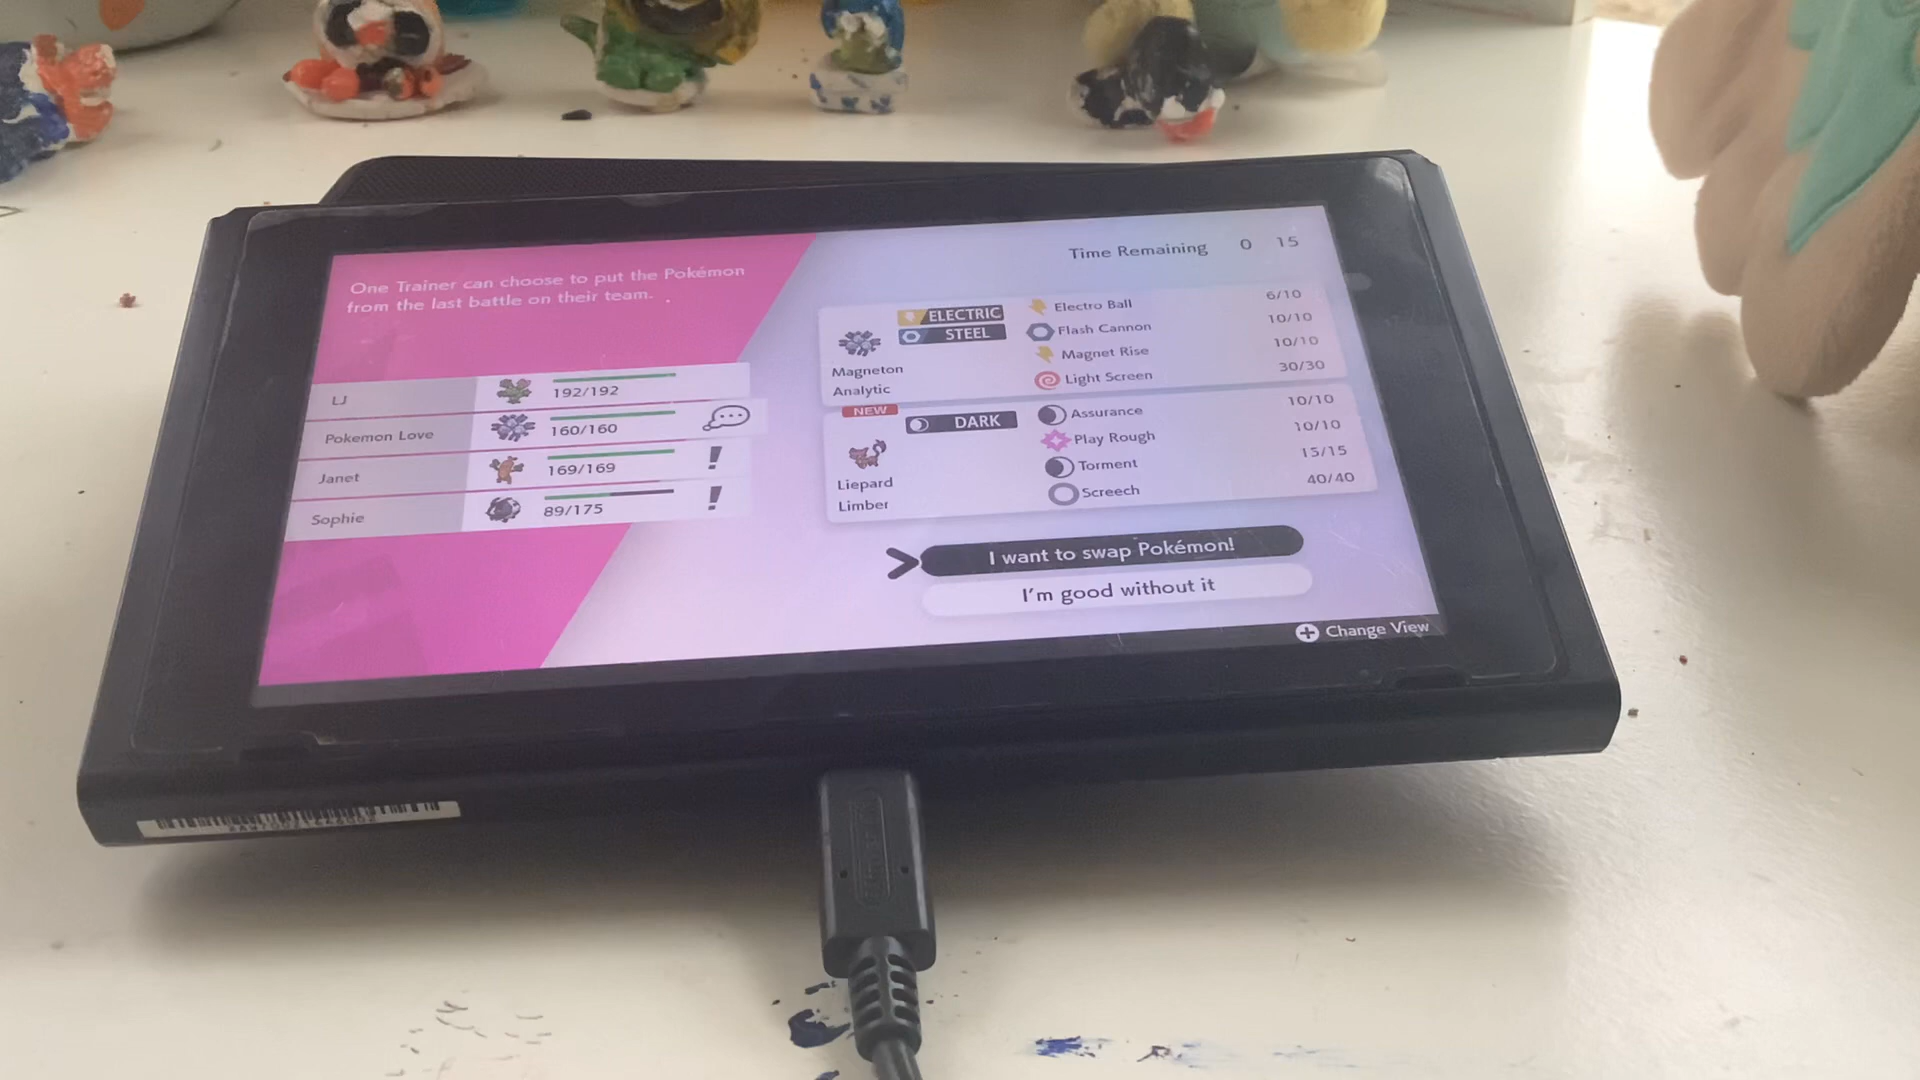 Time Remaining 0 15
One Trainer can choose to put the Pokémon
from the last battle on their team.
LJ 192/192
Pokemon Love 160/160
Janet 169/169
Sophie 89/175
ELECTRIC
STEEL
Magneton
Analytic
Electro Ball 6/10
Flash Cannon 10/10
Magnet Rise 10/10
Light Screen 30/30
NEW
DARK
Liepard
Limber
Assurance 10/10
Play Rough 10/10
Torment 15/15
Screech 40/40
I want to swap Pokémon!
I'm good without it
Change View